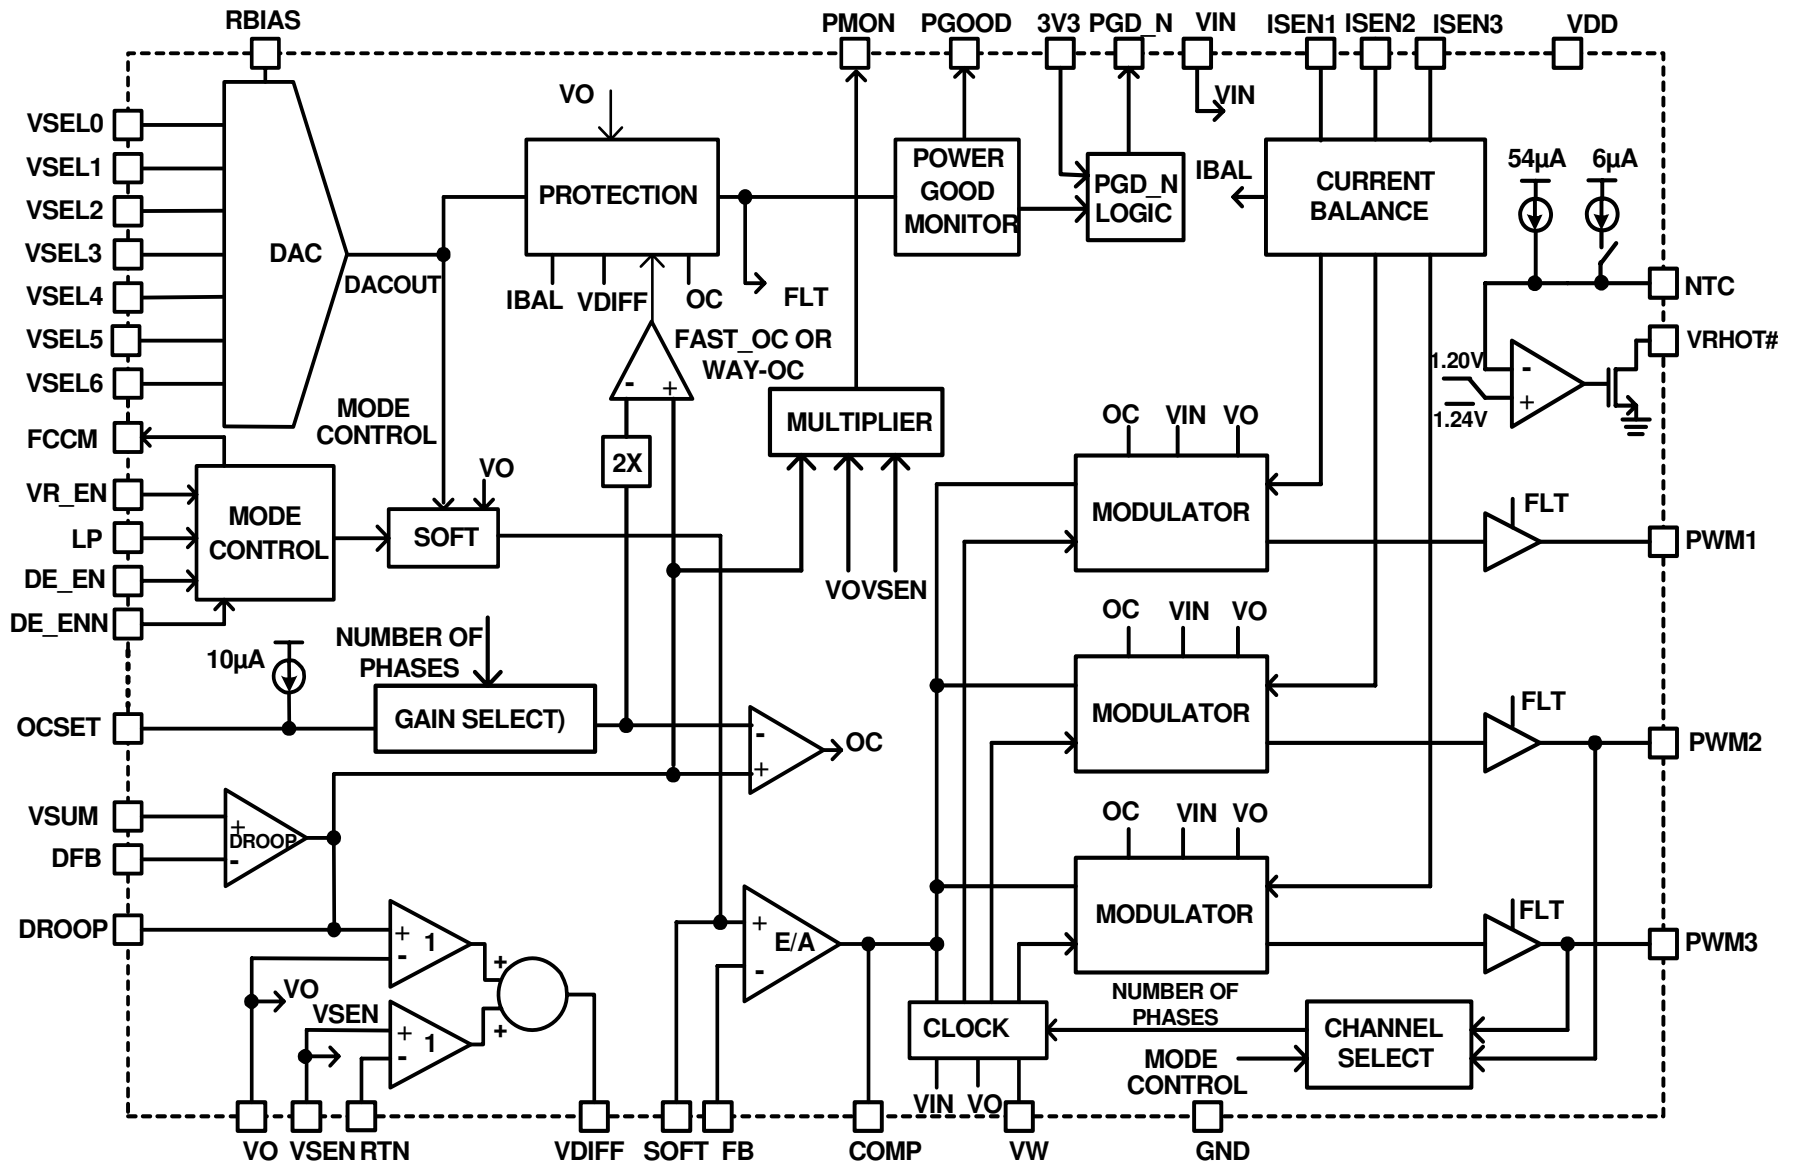 RBIAS
PMON
PGOOD
3V3
PGD_N
VIN
ISEN1
ISEN2
ISEN3
VDD
VSEL0
VSEL1
VSEL2
VSEL3
VSEL4
VSEL5
VSEL6
FCCM
VR_EN
LP
DE_EN
DE_ENN
OCSET
VSUM
DFB
DROOP
DAC
DACOUT
VO
PROTECTION
IBAL
VDIFF
OC
FLT
FAST_OC OR
WAY-OC
-
+
2X
POWER
GOOD
MONITOR
PGD_N
LOGIC
VIN
IBAL
CURRENT
BALANCE
54µA
6µA
NTC
VRHOT#
1.20V
1.24V
-
+
MODE
CONTROL
MODE
CONTROL
VO
SOFT
MULTIPLIER
VO
VSEN
OC
VIN
VO
MODULATOR
FLT
PWM1
OC
VIN
VO
MODULATOR
FLT
PWM2
OC
VIN
VO
MODULATOR
FLT
PWM3
10µA
NUMBER OF
PHASES
GAIN SELECT)
-
+
OC
+
DROOP
-
+
1
-
VO
VSEN
+
1
-
+
+
+
E/A
-
CLOCK
VIN
VO
NUMBER OF
PHASES
MODE
CONTROL
CHANNEL
SELECT
VO
VSEN
RTN
VDIFF
SOFT
FB
COMP
VW
GND